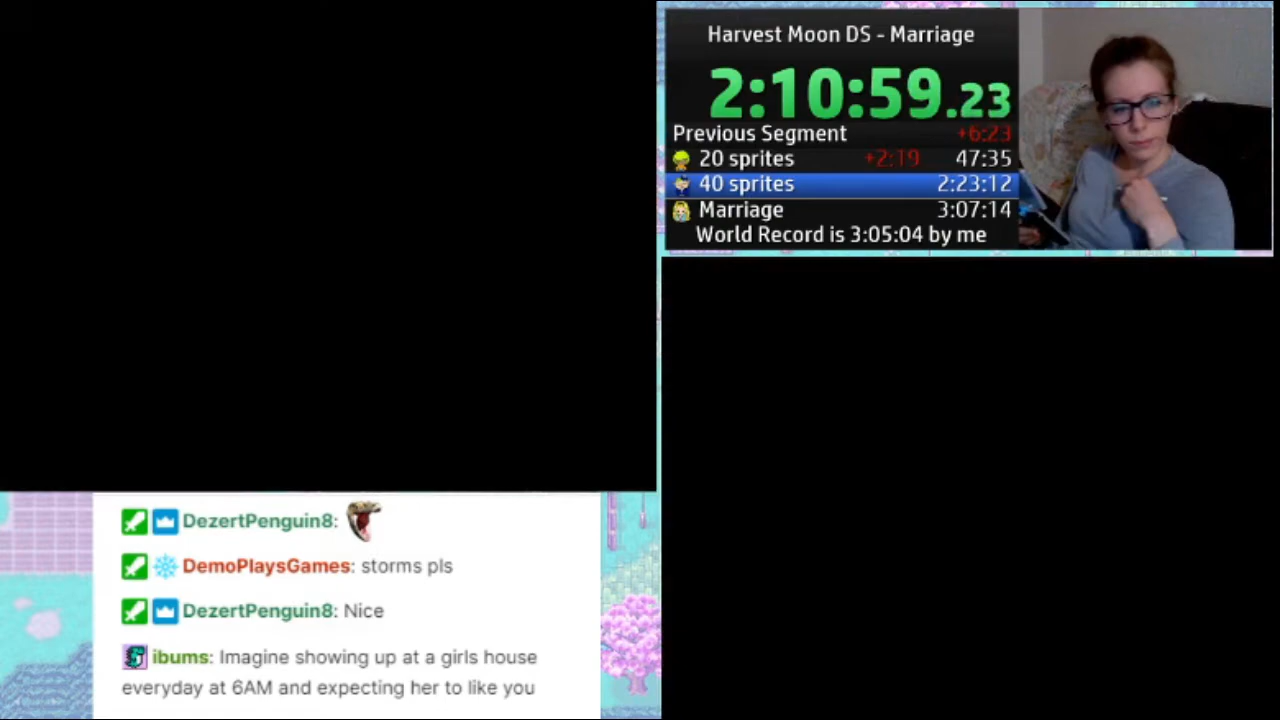 Harvest Moon DS - Marriage
2:10:59.23
Previous Segment +6:23
20 sprites +2:19 47:35
40 sprites 2:23:12
Marriage 3:07:14
World Record is 3:05:04 by me
DezertPenguin8:
DemoPlaysGames: storms pls
DezertPenguin8: Nice
ibums: Imagine showing up at a girls house
everyday at 6AM and expecting her to like you